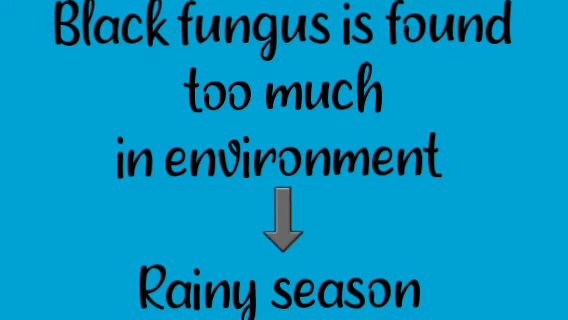 Black fungus is found
too much
in environment
Rainy season